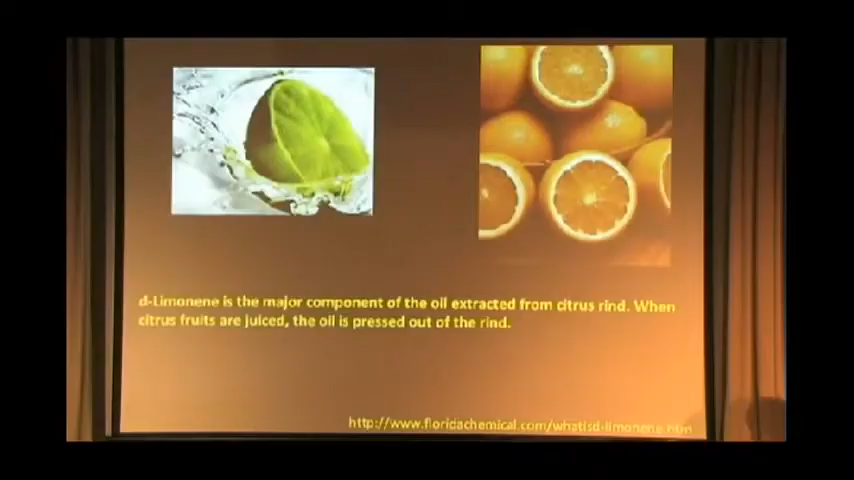 d-Limonene is the major component of the oil extracted from citrus rind. When
citrus fruits are juiced, the oil is pressed out of the rind.
http://www.floridachemical.com/whatisd-limonene.htm